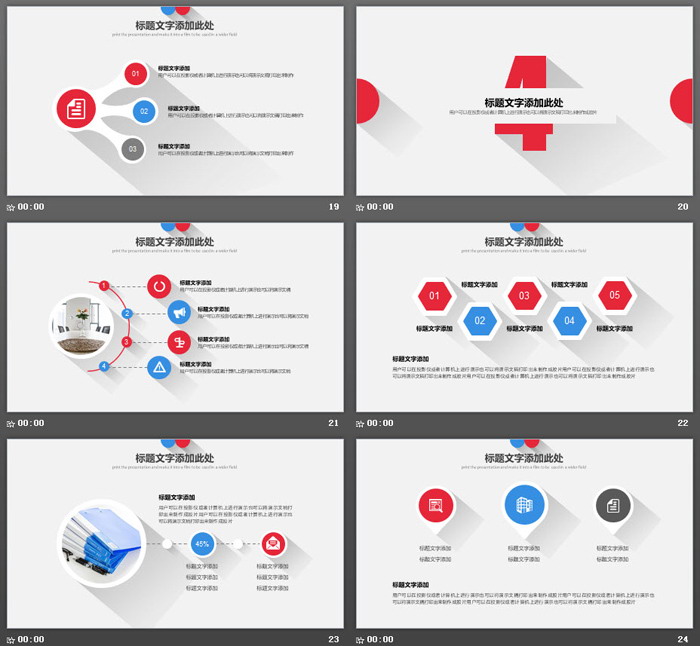 标题文字添加此处
print the presentation and make it into a film to be used in a wider field
01
标题文字添加
用户可以在投影仪或者计算机上进行演示也可以将演示文稿打印出来制作
02
标题文字添加
用户可以在投影仪或者计算机上进行演示也可以将演示文稿打印出来制作
03
标题文字添加
用户可以在投影仪或者计算机上进行演示也可以将演示文稿打印出来制作
00:00
19
4
标题文字添加此处
用户可以在投影仪或者计算机上进行演示也可以将演示文稿打印出来制作成胶片
00:00
20
标题文字添加此处
print the presentation and make it into a film to be used in a wider field
1
标题文字添加
用户可以在投影仪或者计算机上进行演示也可以将演示文稿
2
标题文字添加
用户可以在投影仪或者计算机上进行演示也可以将演示文稿
3
标题文字添加
用户可以在投影仪或者计算机上进行演示也可以将演示文稿
4
标题文字添加
用户可以在投影仪或者计算机上进行演示也可以将演示文稿
00:00
21
标题文字添加此处
print the presentation and make it into a film to be used in a wider field
标题文字添加 标题文字添加
01 02 03 04 05
标题文字添加 标题文字添加 标题文字添加
标题文字添加
用户可以在投影仪或者计算机上进行演示也可以将演示文稿打印出来制作成胶片用户可以在投影仪或者计算机上进行演示也
可以将演示文稿打印出来制作成胶片用户可以在投影仪或者计算机上进行演示也可以将演示文稿打印出来制作成胶片
00:00
22
标题文字添加此处
print the presentation and make it into a film to be used in a wider field
标题文字添加
用户可以在投影仪或者计算机上进行演示也可以将演示文稿打
印出来制作成胶片用户可以在投影仪或者计算机上进行演示也
可以将演示文稿打印出来制作成胶片
45%
标题文字添加 标题文字添加
标题文字添加 标题文字添加
标题文字添加 标题文字添加
00:00
23
标题文字添加此处
print the presentation and make it into a film to be used in a wider field
标题文字添加 标题文字添加 标题文字添加
标题文字添加 标题文字添加 标题文字添加
标题文字添加
用户可以在投影仪或者计算机上进行演示也可以将演示文稿打印出来制作成胶片用户可以在投影仪或者计算机上进行演示也
可以将演示文稿打印出来制作成胶片用户可以在投影仪或者计算机上进行演示也可以将演示文稿打印出来制作成胶片
00:00
24